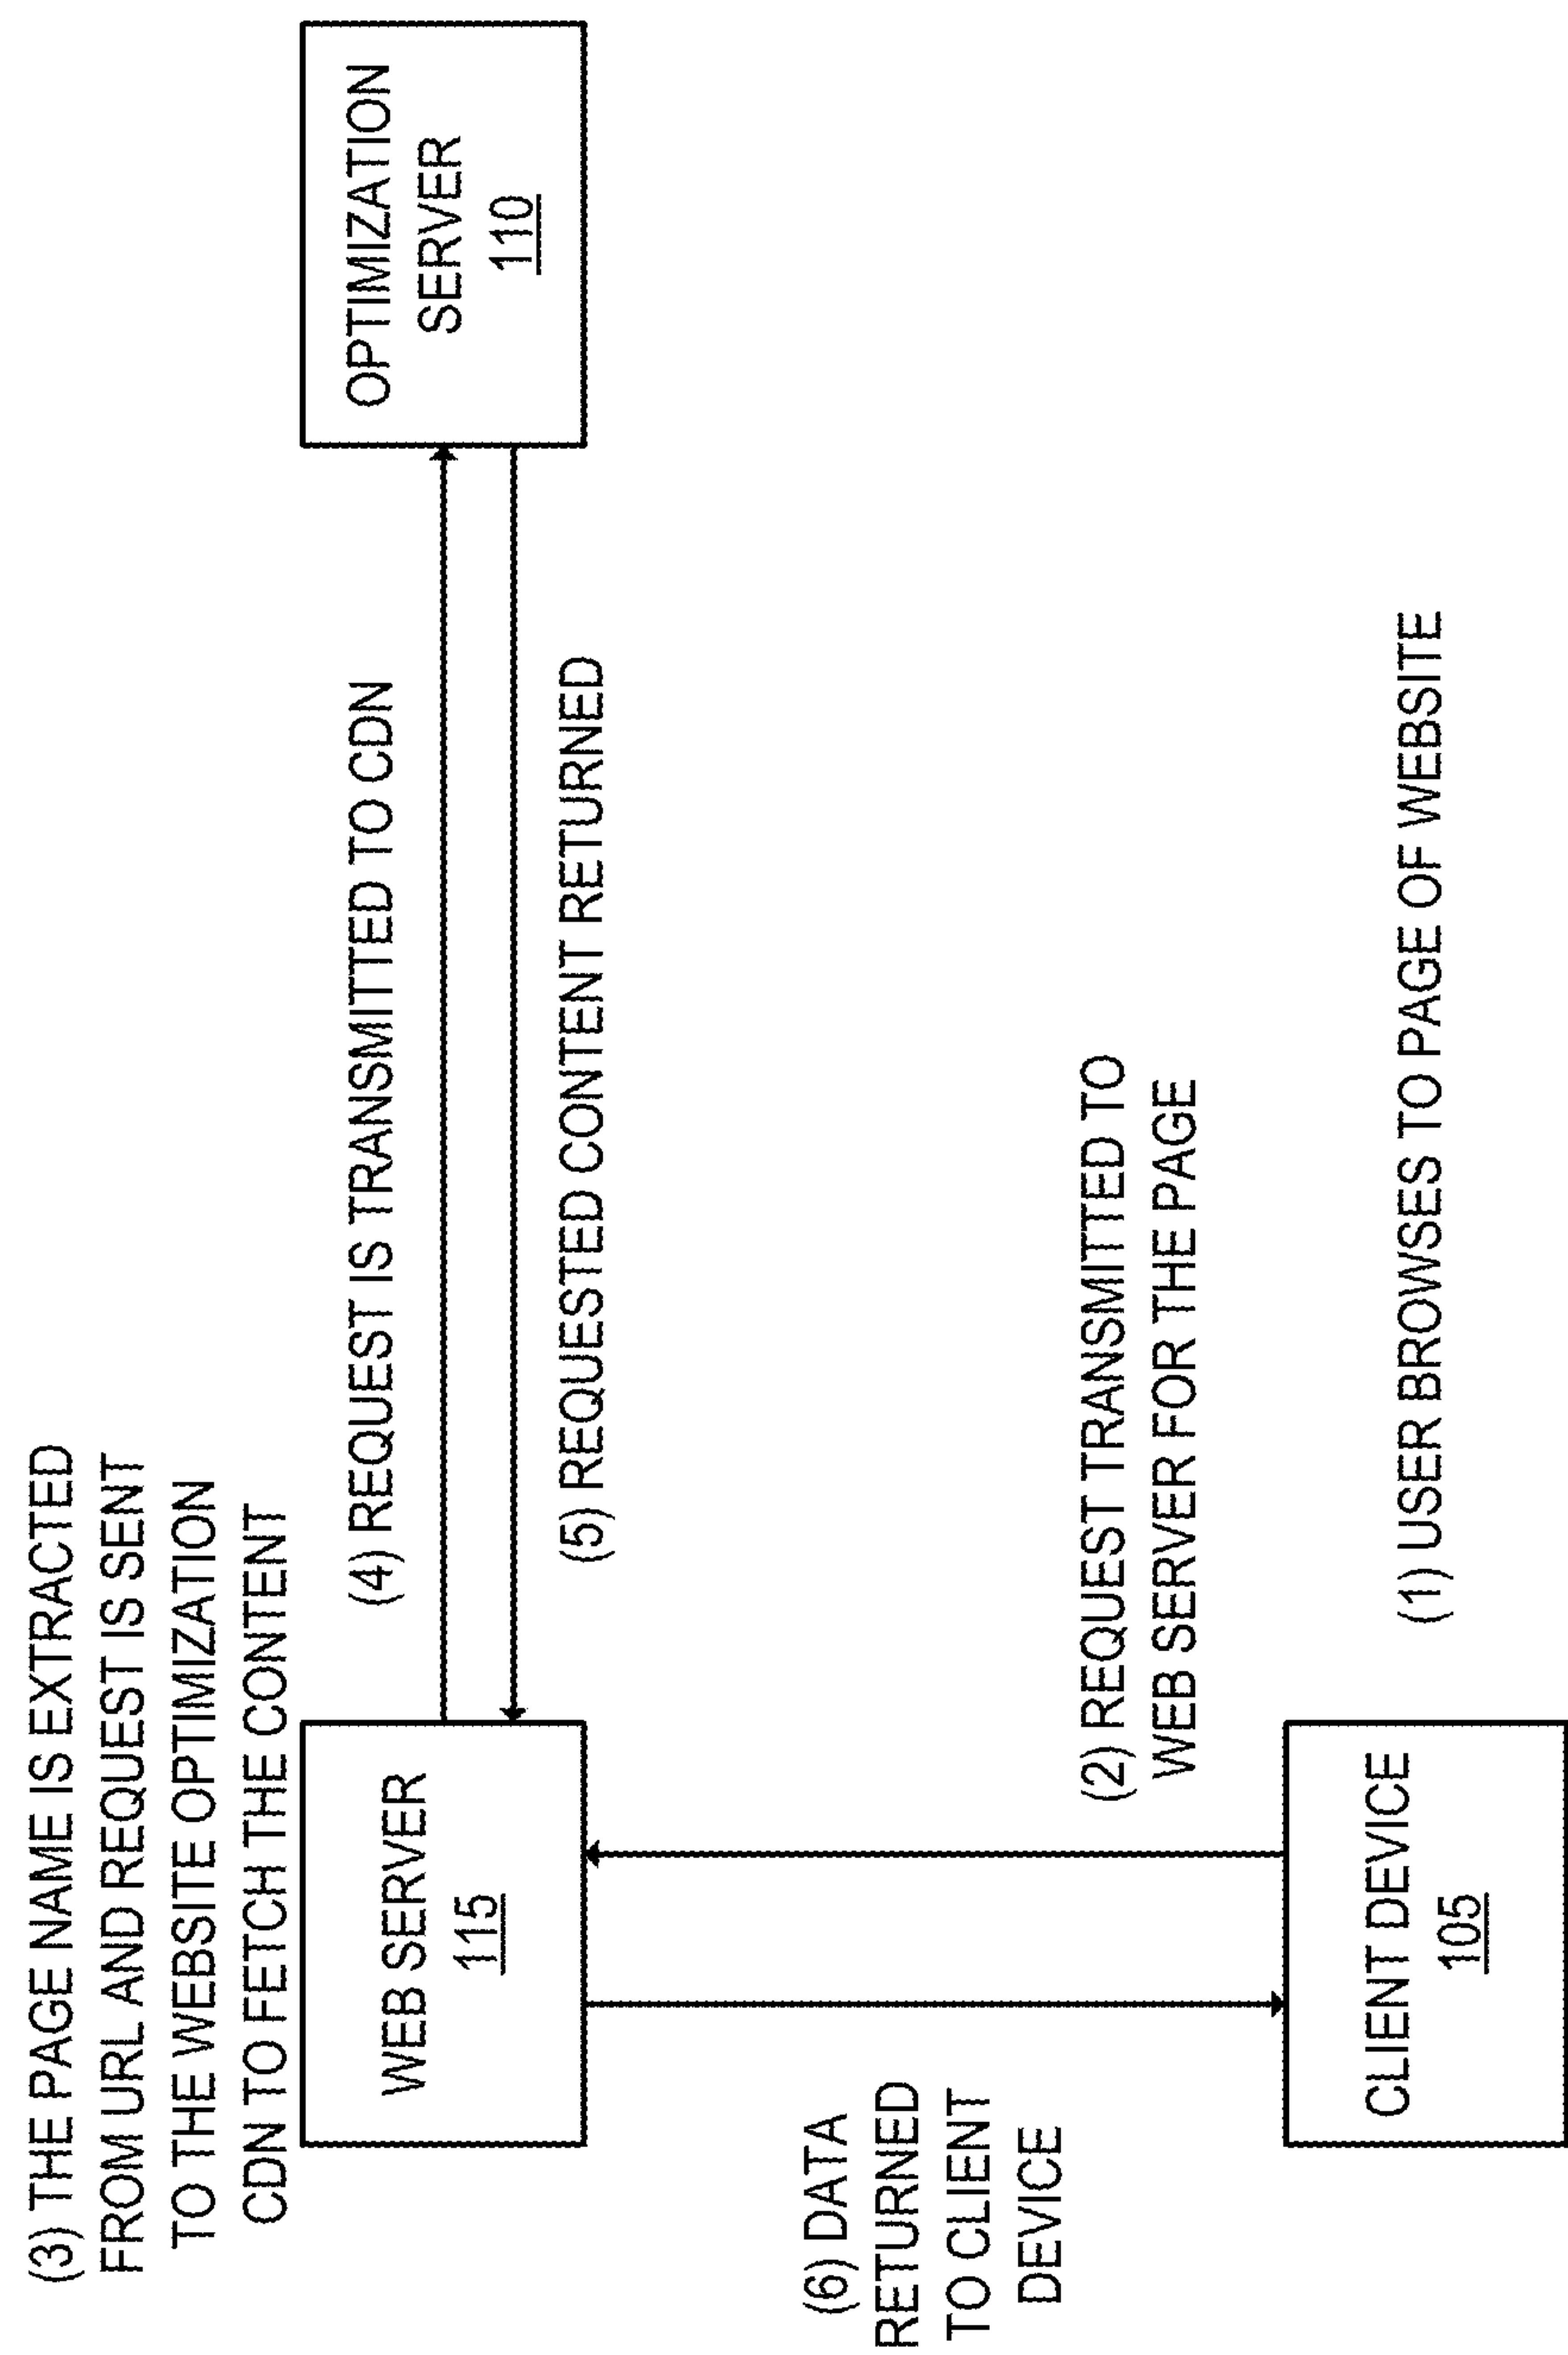 (3) THE PAGE NAME IS EXTRACTED
FROM URL AND REQUEST IS SENT
TO THE WEBSITE OPTIMIZATION
CDN TO FETCH THE CONTENT
WEB SERVER
115
(4) REQUEST IS TRANSMITTED TO CDN
(5) REQUESTED CONTENT RETURNED
OPTIMIZATION
SERVER
110
(6) DATA
RETURNED
TO CLIENT
DEVICE
(2) REQUEST TRANSMITTED TO
WEB SERVER FOR THE PAGE
CLIENT DEVICE
105
(1) USER BROWSES TO PAGE OF WEBSITE